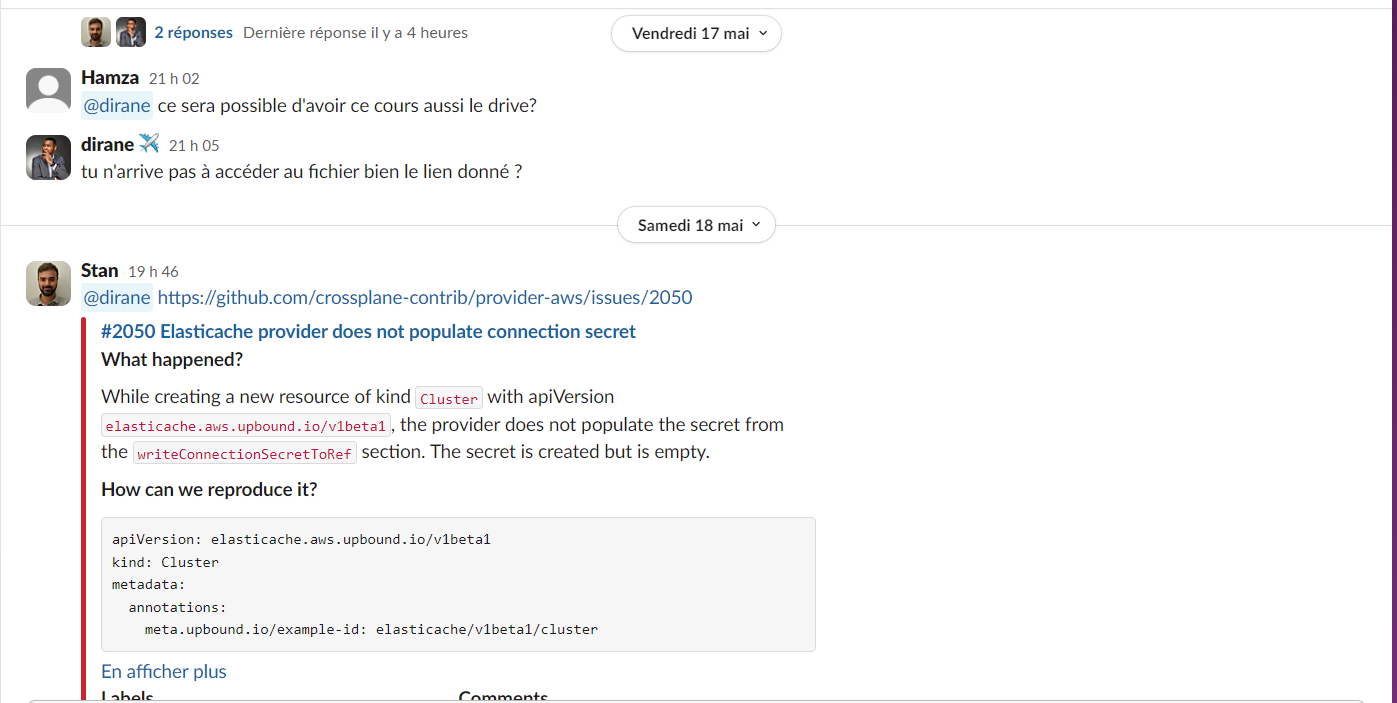 2 réponses Dernière réponse il y a 4 heures
Vendredi 17 mai
Hamza 21 h 02
@dirane ce sera possible d'avoir ce cours aussi le drive?
dirane 21 h 05
tu n'arrive pas à accéder au fichier bien le lien donné ?
Samedi 18 mai
Stan 19 h 46
@dirane https://github.com/crossplane-contrib/provider-aws/issues/2050
#2050 Elasticache provider does not populate connection secret
What happened?
While creating a new resource of kind Cluster with apiVersion
elasticache.aws.upbound.io/v1beta1, the provider does not populate the secret from
the writeConnectionSecretToRef section. The secret is created but is empty.
How can we reproduce it?
apiVersion: elasticache.aws.upbound.io/v1beta1
kind: Cluster
metadata:
  annotations:
    meta.upbound.io/example-id: elasticache/v1beta1/cluster
En afficher plus
Labels Comments